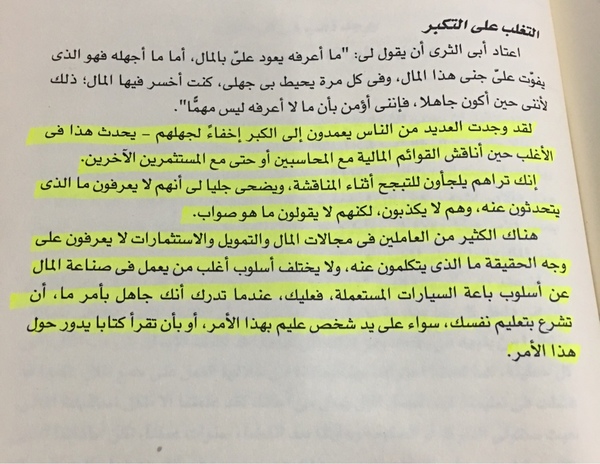 التغلب على التكبر
اعتاد أبى الثرى أن يقول لى: "ما أعرفه يعود علىّ بالمال، أما ما أجهله فهو الذى
يفوّت علىّ جنى هذا المال، وفى كل مرة يحيط بى جهلى، كنت أخسر فيها المال؛ ذلك
لأننى حين أكون جاهلا، فإننى أؤمن بأن ما لا أعرفه ليس مهمًّا".
لقد وجدت العديد من الناس يعمدون إلى الكبر إخفاءً لجهلهم – يحدث هذا فى
الأغلب حين أناقش القوائم المالية مع المحاسبين أو حتى مع المستثمرين الآخرين.
إنك تراهم يلجأون للتبجح أثناء المناقشة، ويضحى جليا لى أنهم لا يعرفون ما الذى
يتحدثون عنه، وهم لا يكذبون، لكنهم لا يقولون ما هو صواب.
هناك الكثير من العاملين فى مجالات المال والتمويل والاستثمارات لا يعرفون على
وجه الحقيقة ما الذى يتكلمون عنه، ولا يختلف أسلوب أغلب من يعمل فى صناعة المال
عن أسلوب باعة السيارات المستعملة، فعليك، عندما تدرك أنك جاهل بأمر ما، أن
تشرع بتعليم نفسك، سواء على يد شخص عليم بهذا الأمر، أو بأن تقرأ كتابا يدور حول
هذا الأمر.